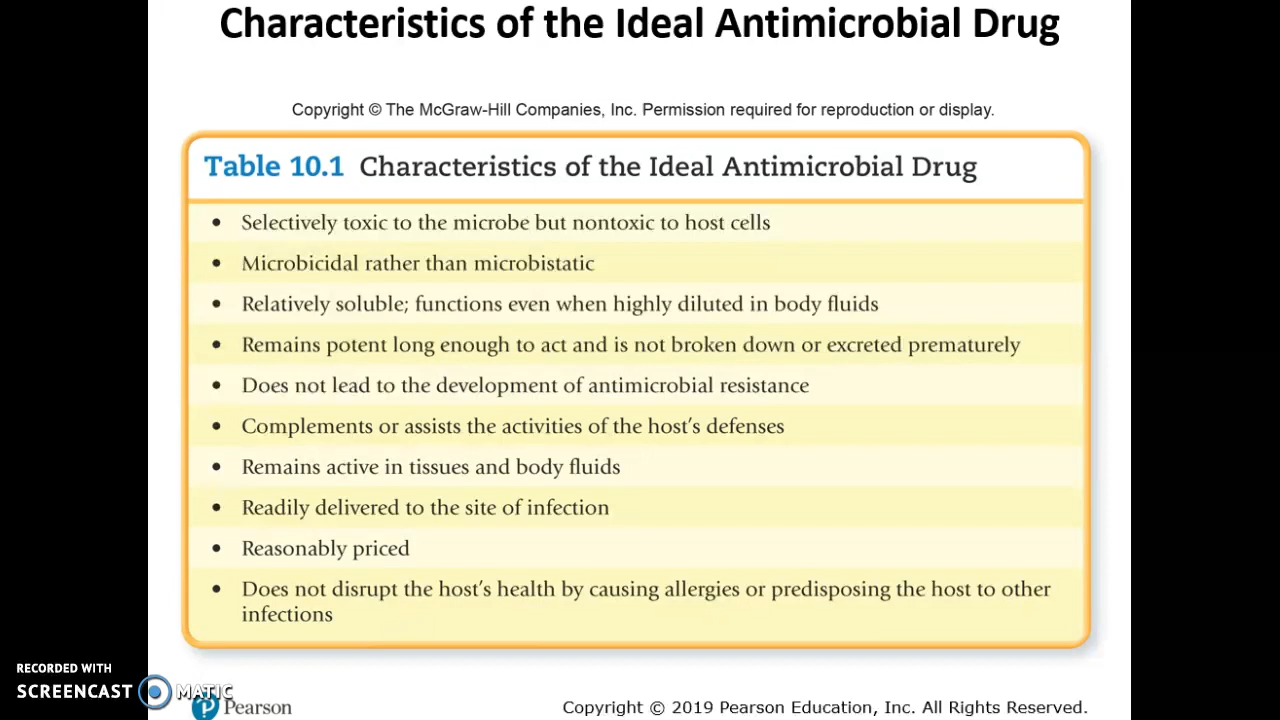 Characteristics of the Ideal Antimicrobial Drug
Copyright © The McGraw-Hill Companies, Inc. Permission required for reproduction or display.
Table 10.1 Characteristics of the Ideal Antimicrobial Drug
• Selectively toxic to the microbe but nontoxic to host cells
• Microbicidal rather than microbistatic
• Relatively soluble; functions even when highly diluted in body fluids
• Remains potent long enough to act and is not broken down or excreted prematurely
• Does not lead to the development of antimicrobial resistance
• Complements or assists the activities of the host's defenses
• Remains active in tissues and body fluids
• Readily delivered to the site of infection
• Reasonably priced
• Does not disrupt the host's health by causing allergies or predisposing the host to other
infections
RECORDED WITH
SCREENCAST MATIC
Pearson
Copyright © 2019 Pearson Education, Inc. All Rights Reserved.